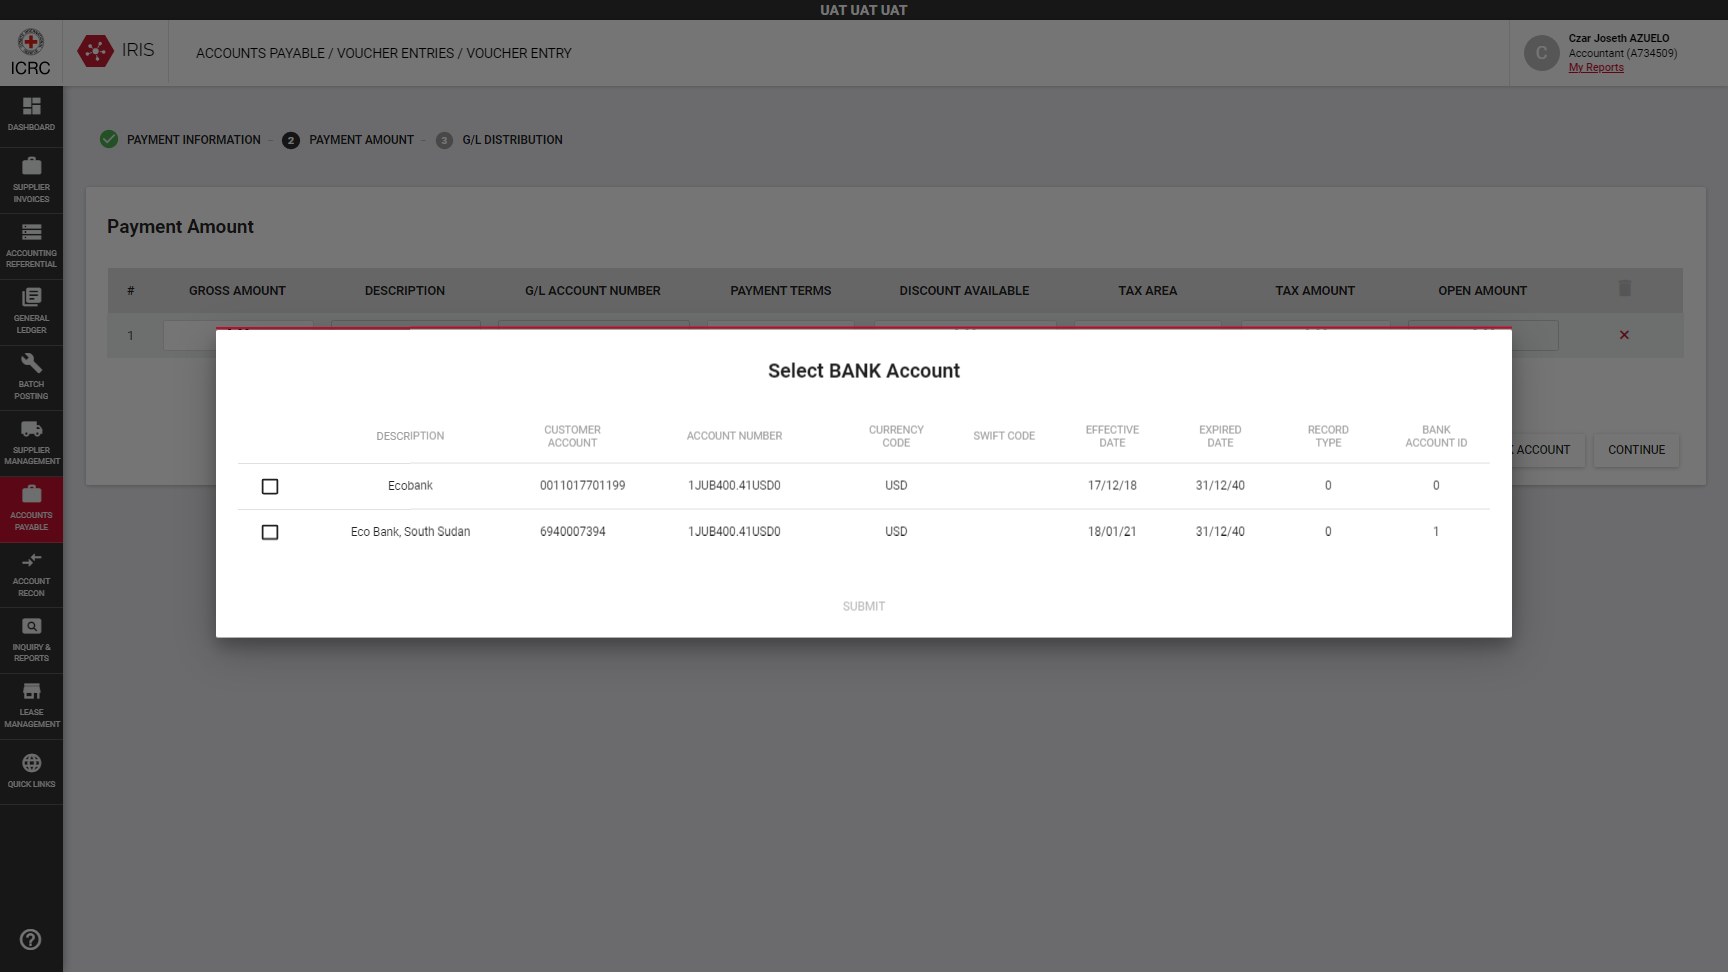 UAT UAT UAT
ICRC
IRIS
ACCOUNTS PAYABLE / VOUCHER ENTRIES / VOUCHER ENTRY
C
Czar Joseth AZUELO
Accountant (A734509)
My Reports
DASHBOARD
SUPPLIER
INVOICES
ACCOUNTING
REFERENTIAL
GENERAL
LEDGER
BATCH
POSTING
SUPPLIER
MANAGEMENT
ACCOUNTS
PAYABLE
ACCOUNT
RECON
INQUIRY &
REPORTS
LEASE
MANAGEMENT
QUICK LINKS
PAYMENT INFORMATION - 2 PAYMENT AMOUNT - 3 G/L DISTRIBUTION
Payment Amount
# GROSS AMOUNT DESCRIPTION G/L ACCOUNT NUMBER PAYMENT TERMS DISCOUNT AVAILABLE TAX AREA TAX AMOUNT OPEN AMOUNT
1
ACCOUNT CONTINUE
Select BANK Account
DESCRIPTION CUSTOMER ACCOUNT ACCOUNT NUMBER CURRENCY CODE SWIFT CODE EFFECTIVE DATE EXPIRED DATE RECORD TYPE BANK ACCOUNT ID
Ecobank 0011017701199 1JUB400.41USD0 USD 17/12/18 31/12/40 0 0
Eco Bank, South Sudan 6940007394 1JUB400.41USD0 USD 18/01/21 31/12/40 0 1
SUBMIT